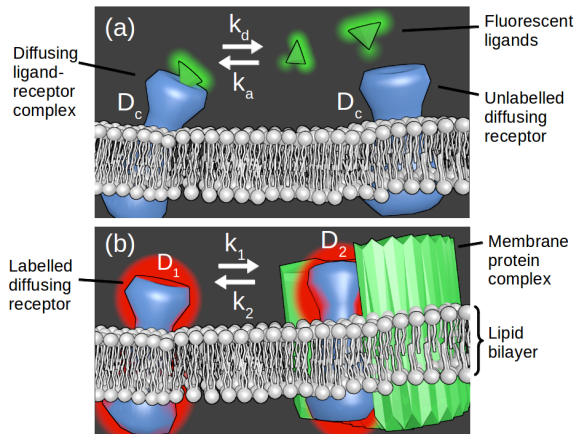 (a)
Diffusing
ligand-
receptor
complex
D_c
k_d
k_a
Fluorescent
ligands
D_c
Unlabelled
diffusing
receptor
(b)
Labelled
diffusing
receptor
D_1
k_1
k_2
D_2
Membrane
protein
complex
Lipid
bilayer